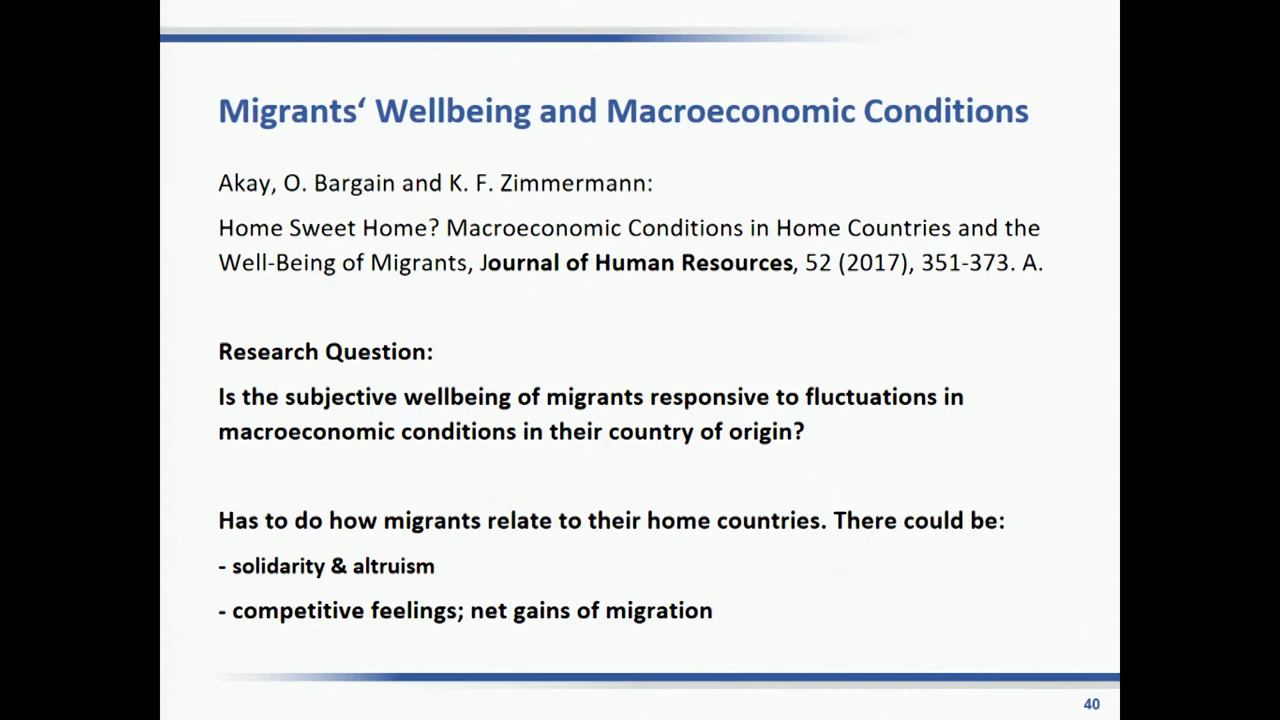 Migrants‘ Wellbeing and Macroeconomic Conditions
Akay, O. Bargain and K. F. Zimmermann:
Home Sweet Home? Macroeconomic Conditions in Home Countries and the
Well-Being of Migrants, Journal of Human Resources, 52 (2017), 351-373. A.
Research Question:
Is the subjective wellbeing of migrants responsive to fluctuations in
macroeconomic conditions in their country of origin?
Has to do how migrants relate to their home countries. There could be:
- solidarity & altruism
- competitive feelings; net gains of migration
40